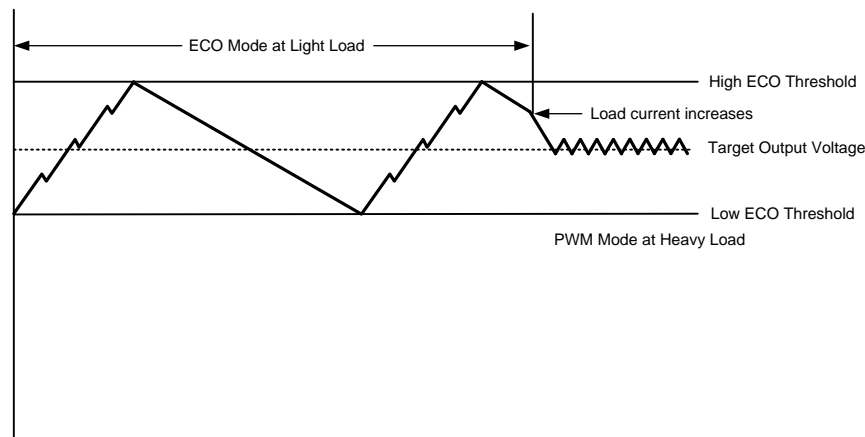 ECO Mode at Light Load
High ECO Threshold
Load current increases
Target Output Voltage
Low ECO Threshold
PWM Mode at Heavy Load